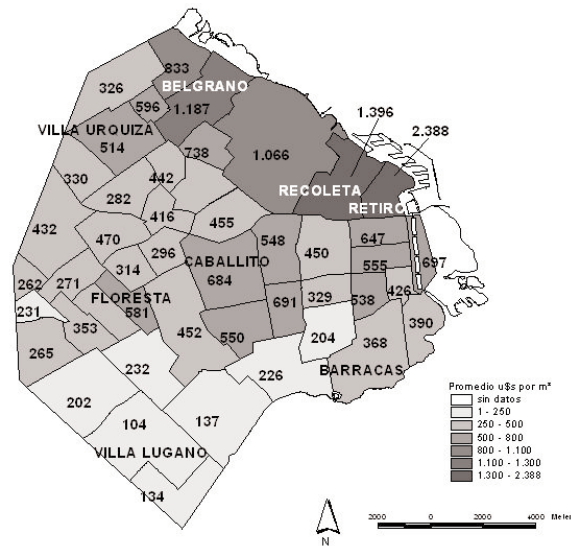 833
BELGRANO
326
596
1.187
1.396
2.388
VILLA URQUIZA
514
738
1.066
330
442
RECOLETA
282
RETIRO
416
455
432
470
548
450
647
296
CABALLITO
555
697
314
684
262
271
FLORESTA
581
691
329
538
426
231
353
452
550
204
390
265
232
226
368
BARRACAS
202
104
137
VILLA LUGANO
134
Promedio u$s por m²
sin datos
1 - 250
250 - 500
500 - 800
800 - 1.100
1.100 - 1.300
1.300 - 2.388
N
2000 0 2000 4000 Meter